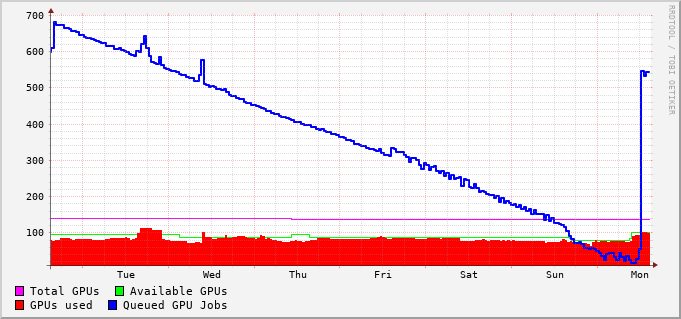 700
600
500
400
300
200
100
Tue Wed Thu Fri Sat Sun Mon
Total GPUs Available GPUs
GPUs used Queued GPU Jobs
RRDTOOL / TOBI OETIKER